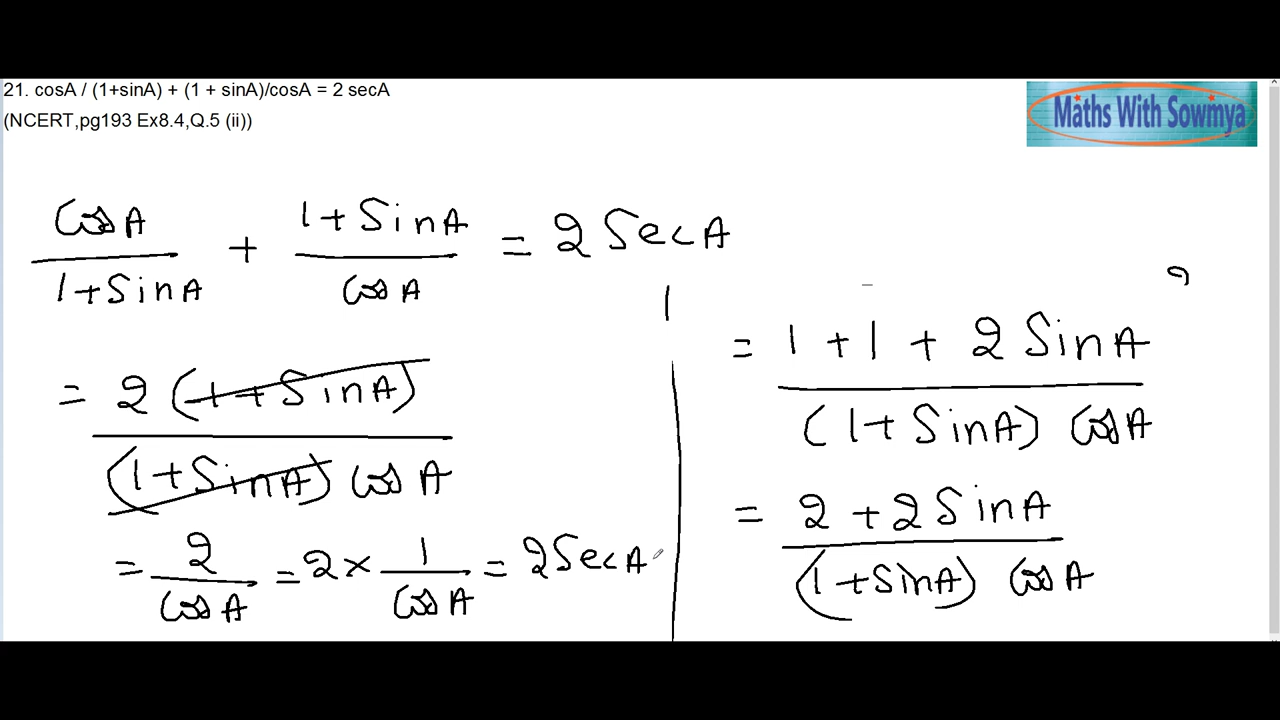 21. cosA / (1+sinA) + (1 + sinA)/cosA = 2 secA
(NCERT,pg193 Ex8.4,Q.5 (ii))
Maths With Sowmya
CosA / 1+SinA + 1+SinA / CosA = 2 SecA
= 2 (1+SinA) / (1+SinA) CosA
= 2 / CosA = 2 × 1 / CosA = 2 SecA
= 1 + 1 + 2 SinA / (1+SinA) CosA
= 2 + 2 SinA / (1+SinA) CosA